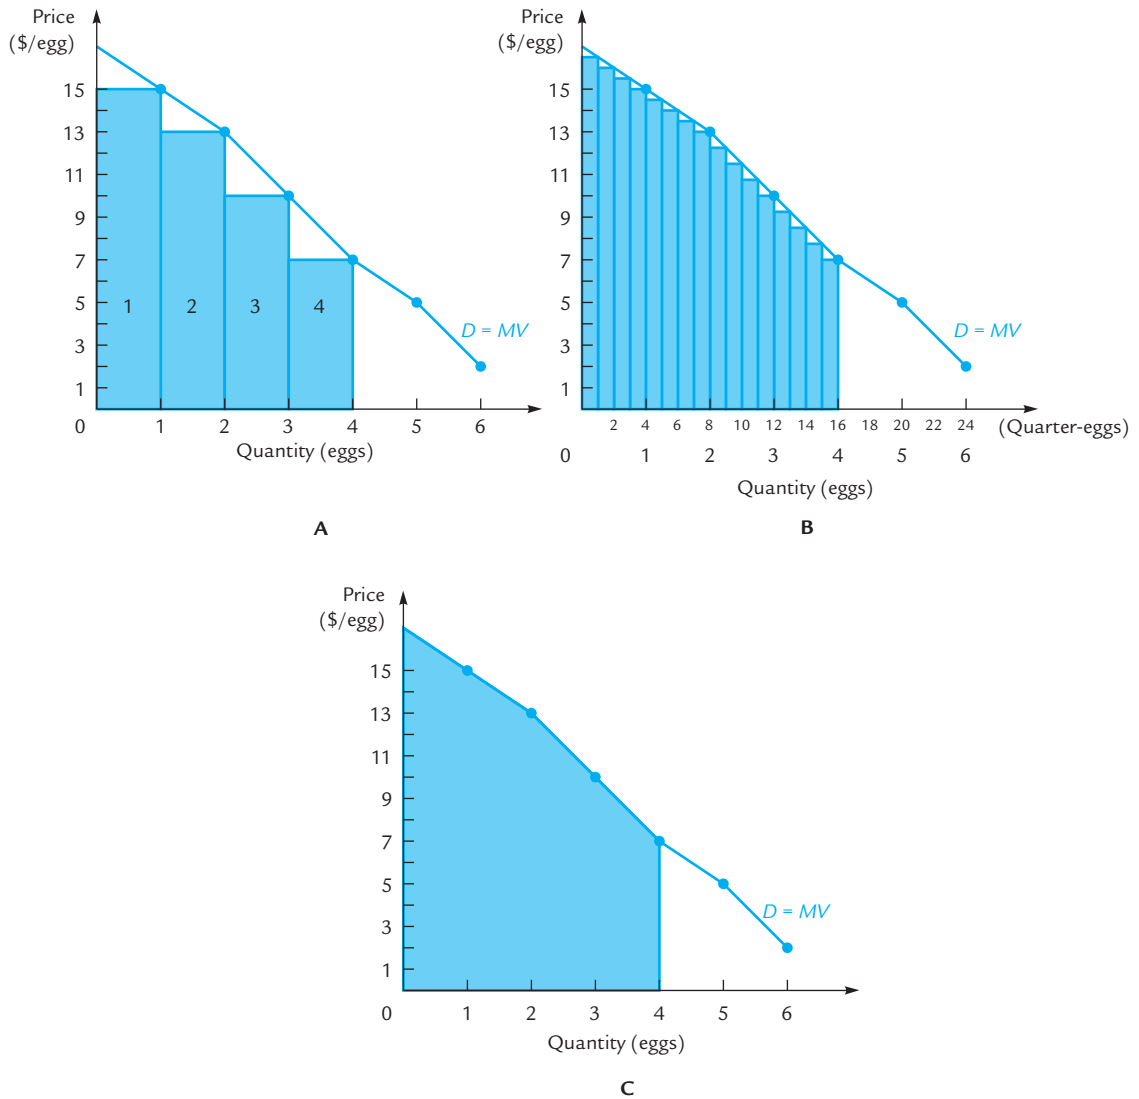 Price
($/egg)
15
13
11
9
7
5
3
1
0
1
2
3
4
D = MV
1
2
3
4
5
6
Quantity (eggs)
A
Price
($/egg)
15
13
11
9
7
5
3
1
D = MV
2 4 6 8 10 12 14 16 18 20 22 24 (Quarter-eggs)
0 1 2 3 4 5 6
Quantity (eggs)
B
Price
($/egg)
15
13
11
9
7
5
3
1
D = MV
0 1 2 3 4 5 6
Quantity (eggs)
C